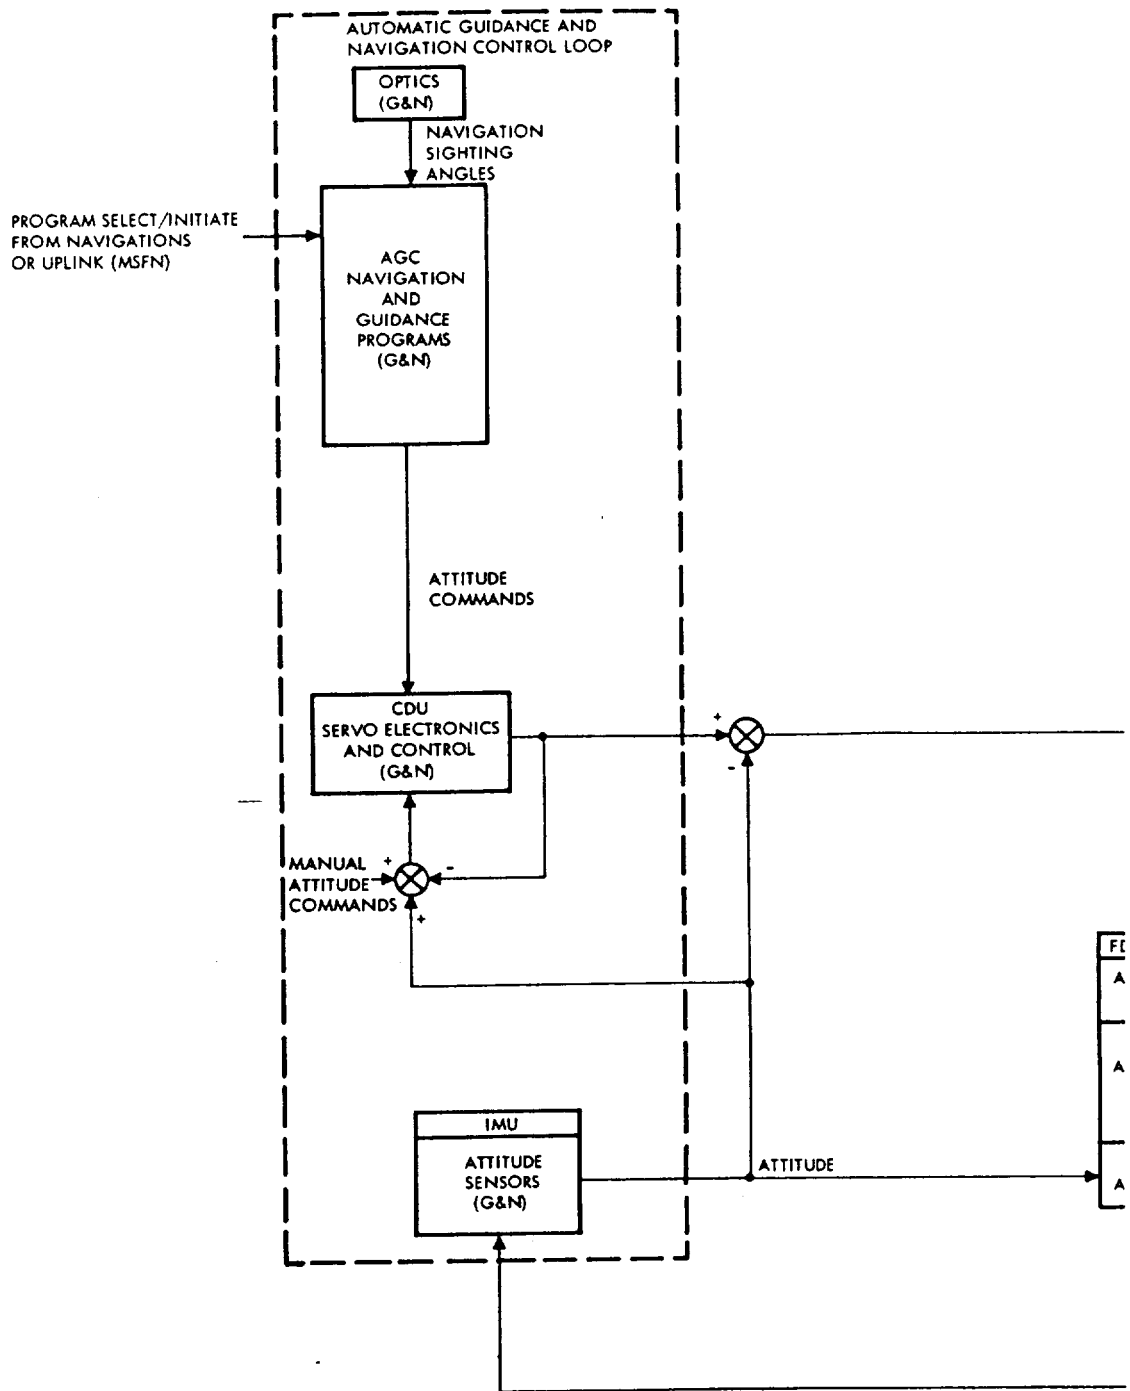 AUTOMATIC GUIDANCE AND
NAVIGATION CONTROL LOOP
OPTICS
(G&N)
NAVIGATION
SIGHTING
ANGLES
PROGRAM SELECT/INITIATE
FROM NAVIGATIONS
OR UPLINK (MSFN)
AGC
NAVIGATION
AND
GUIDANCE
PROGRAMS
(G&N)
ATTITUDE
COMMANDS
CDU
SERVO ELECTRONICS
AND CONTROL
(G&N)
+
-
MANUAL
ATTITUDE
COMMANDS
+
-
+
IMU
ATTITUDE
SENSORS
(G&N)
ATTITUDE
A
A
A